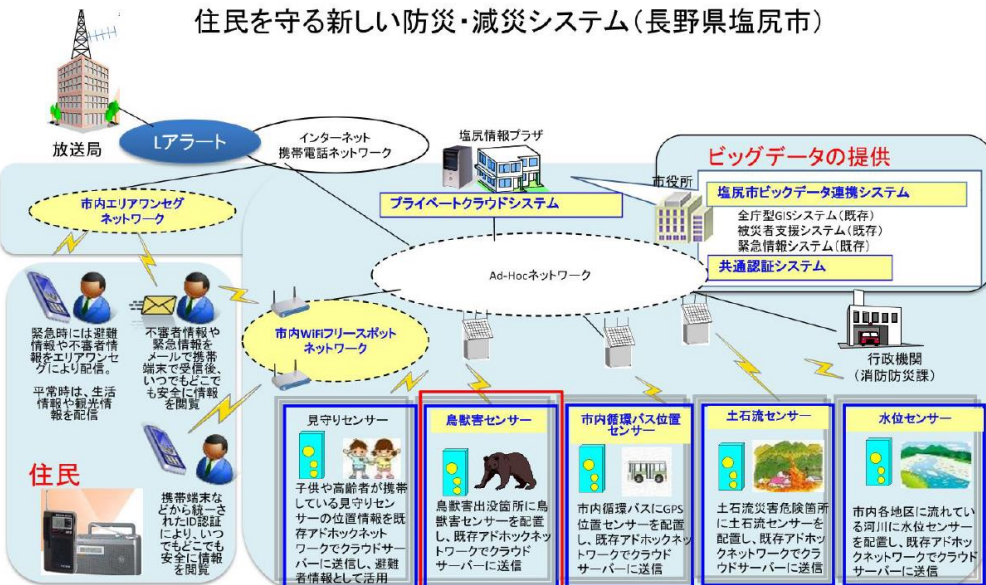 住民を守る新しい防災・減災システム(長野県塩尻市)
放送局
Lアラート
インターネット
携帯電話ネットワーク
塩尻情報プラザ
プライベートクラウドシステム
ビッグデータの提供
市役所
塩尻市ビックデータ連携システム
全庁型GISシステム(既存)
被災者支援システム(既存)
緊急情報システム(既存)
共通認証システム
市内エリアワンセグ
ネットワーク
Ad-Hocネットワーク
市内WiFiフリースポット
ネットワーク
行政機関
(消防防災課)
緊急時には避難
情報や不審者情
報をエリアワンセ
グにより配信。
平常時は、生活
情報や観光情
報を配信
不審者情報や
緊急情報を
メールで携帯
端末で受信後、
いつでもどこで
も安全に情報
を閲覧
住民
携帯端末な
どから統一さ
れたID認証
により、いつ
でもどこでも
安全に情報
を閲覧
見守りセンサー
子供や高齢者が携帯
している見守りセン
サーの位置情報を既
存アドホックネット
ワークでクラウドサー
バーに送信し、避難
者情報として活用
鳥獣害センサー
鳥獣害出没箇所に鳥
獣害センサーを配置
し、既存アドホックネッ
トワークでクラウド
サーバーに送信
市内循環バス位置
センサー
市内循環バスにGPS
位置センサーを配置
し、既存アドホックネッ
トワークでクラウド
サーバーに送信
土石流センサー
土石流災害危険箇所
に土石流センサーを
配置し、既存アドホッ
クネットワークでクラ
ウドサーバーに送信
水位センサー
市内各地区に流れてい
る河川に水位センサー
を配置し、既存アドホッ
クネットワークでクラウド
サーバーに送信